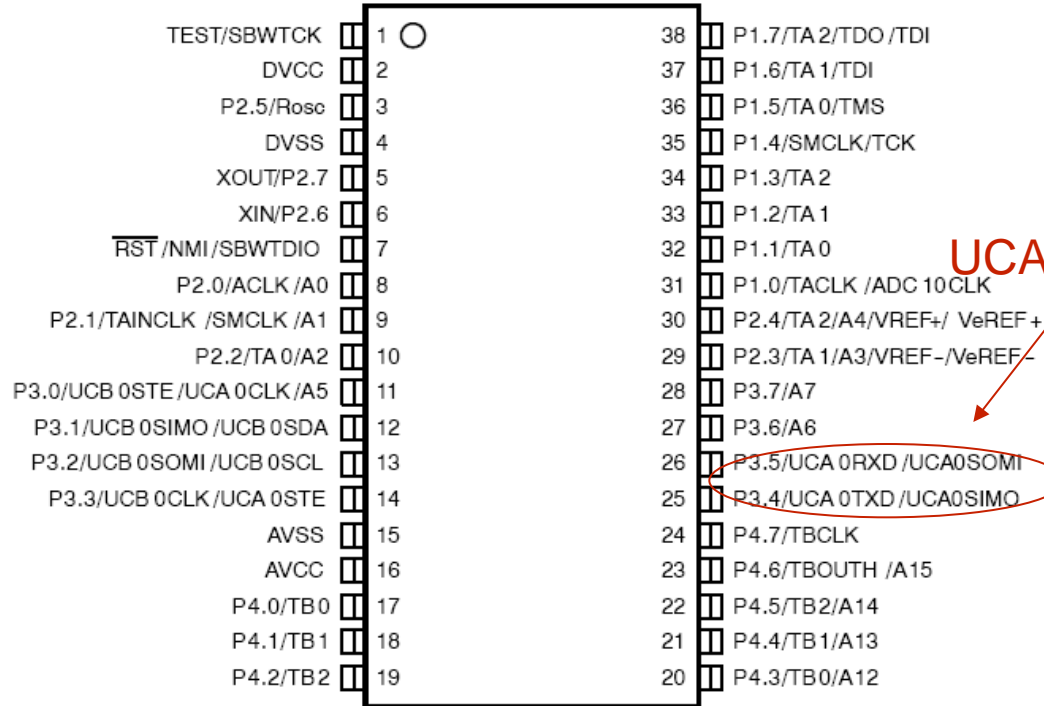 TEST/SBWTCK 1 38 P1.7/TA2/TDO/TDI
DVCC 2 37 P1.6/TA1/TDI
P2.5/Rosc 3 36 P1.5/TA0/TMS
DVSS 4 35 P1.4/SMCLK/TCK
XOUT/P2.7 5 34 P1.3/TA2
XIN/P2.6 6 33 P1.2/TA1
RST/NMI/SBWTDIO 7 32 P1.1/TA0
UCA
P2.0/ACLK/A0 8 31 P1.0/TACLK/ADC10CLK
P2.1/TAINCLK/SMCLK/A1 9 30 P2.4/TA2/A4/VREF+/VeREF+
P2.2/TA0/A2 10 29 P2.3/TA1/A3/VREF-/VeREF-
P3.0/UCB0STE/UCA0CLK/A5 11 28 P3.7/A7
P3.1/UCB0SIMO/UCB0SDA 12 27 P3.6/A6
P3.2/UCB0SOMI/UCB0SCL 13 26 P3.5/UCA0RXD/UCA0SOMI
P3.3/UCB0CLK/UCA0STE 14 25 P3.4/UCA0TXD/UCA0SIMO
AVSS 15 24 P4.7/TBCLK
AVCC 16 23 P4.6/TBOUTH/A15
P4.0/TB0 17 22 P4.5/TB2/A14
P4.1/TB1 18 21 P4.4/TB1/A13
P4.2/TB2 19 20 P4.3/TB0/A12